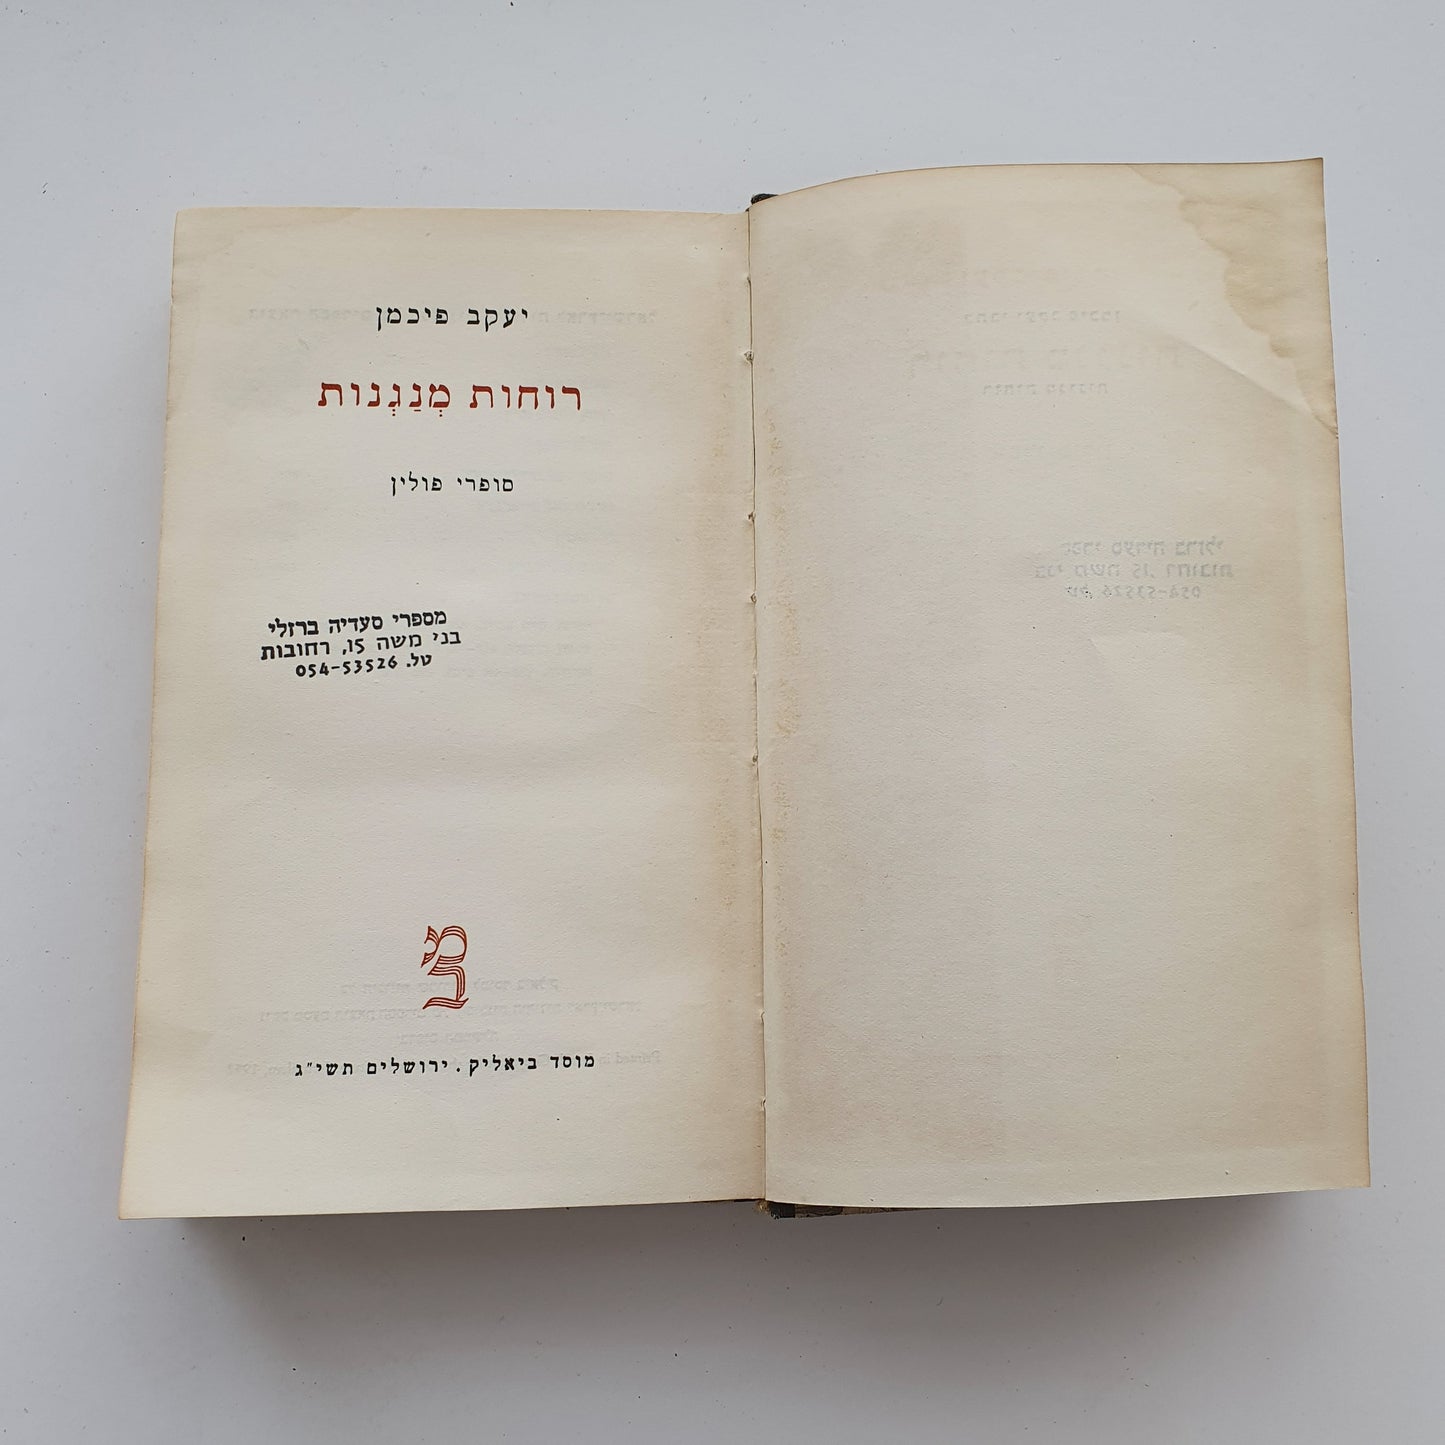 יעקב פיכמן
רוחות מְנַגְּנוֹת
סופרי פולין
מספרי סעדיה ברזלי
בני משה 15, רחובות
טל. 054-53526
מוסד ביאליק . ירושלים תשי״ג